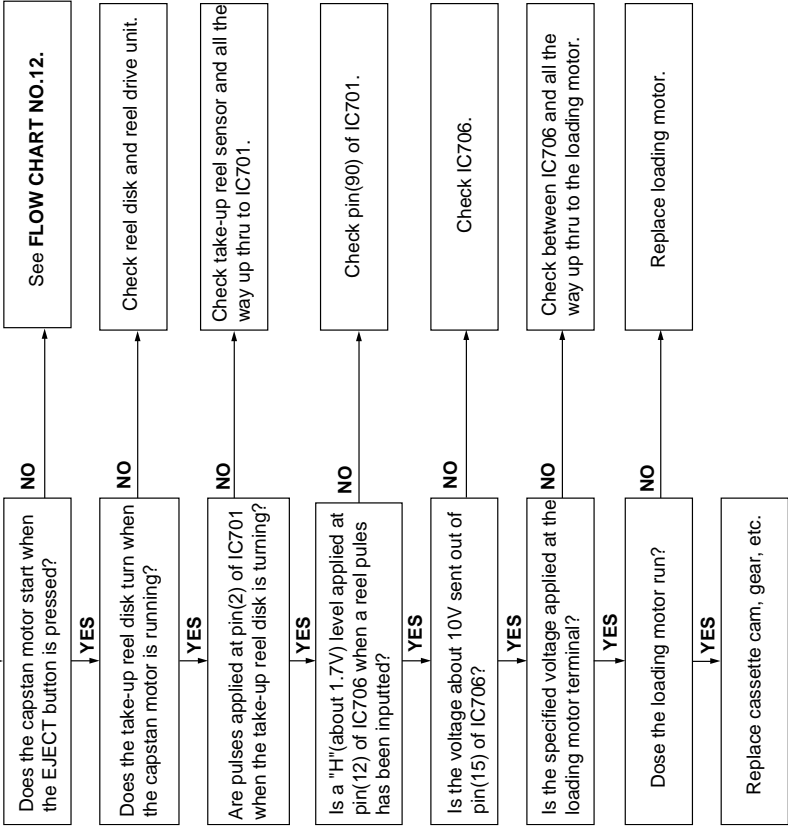 Does the capstan motor start when
the EJECT button is pressed?
NO
See FLOW CHART NO.12.
YES
Does the take-up reel disk turn when
the capstan motor is running?
NO
Check reel disk and reel drive unit.
YES
Are pulses applied at pin(2) of IC701
when the take-up reel disk is turning?
NO
Check take-up reel sensor and all the
way up thru to IC701.
YES
Is a "H"(about 1.7V) level applied at
pin(12) of IC706 when a reel pules
has been inputted?
NO
Check pin(90) of IC701.
YES
Is the voltage about 10V sent out of
pin(15) of IC706?
NO
Check IC706.
YES
Is the specified voltage applied at the
loading motor terminal?
NO
Check between IC706 and all the
way up thru to the loading motor.
YES
Dose the loading motor run?
NO
Replace loading motor.
YES
Replace cassette cam, gear, etc.